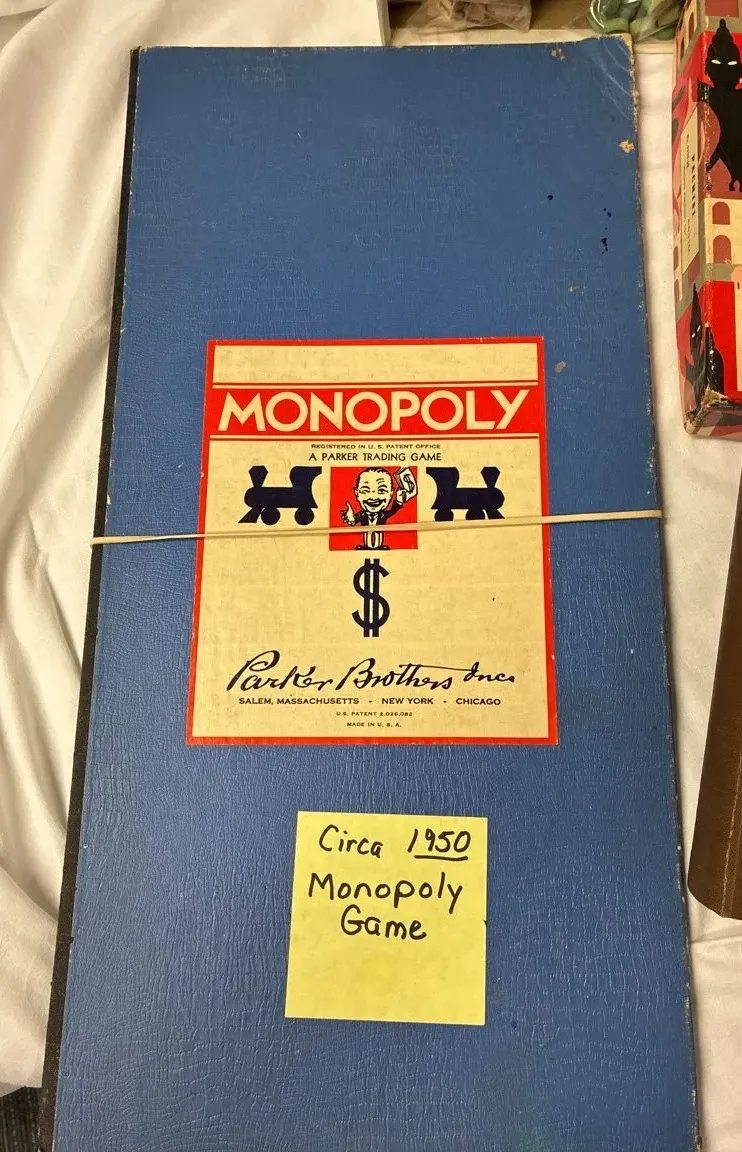 MONOPOLY
REGISTERED IN U. S. PATENT OFFICE
A PARKER TRADING GAME
$
Parker Brothers Inc.
SALEM, MASSACHUSETTS - NEW YORK - CHICAGO
U.S. PATENT 2,026,082
MADE IN U. S. A.
Circa 1950
Monopoly
Game